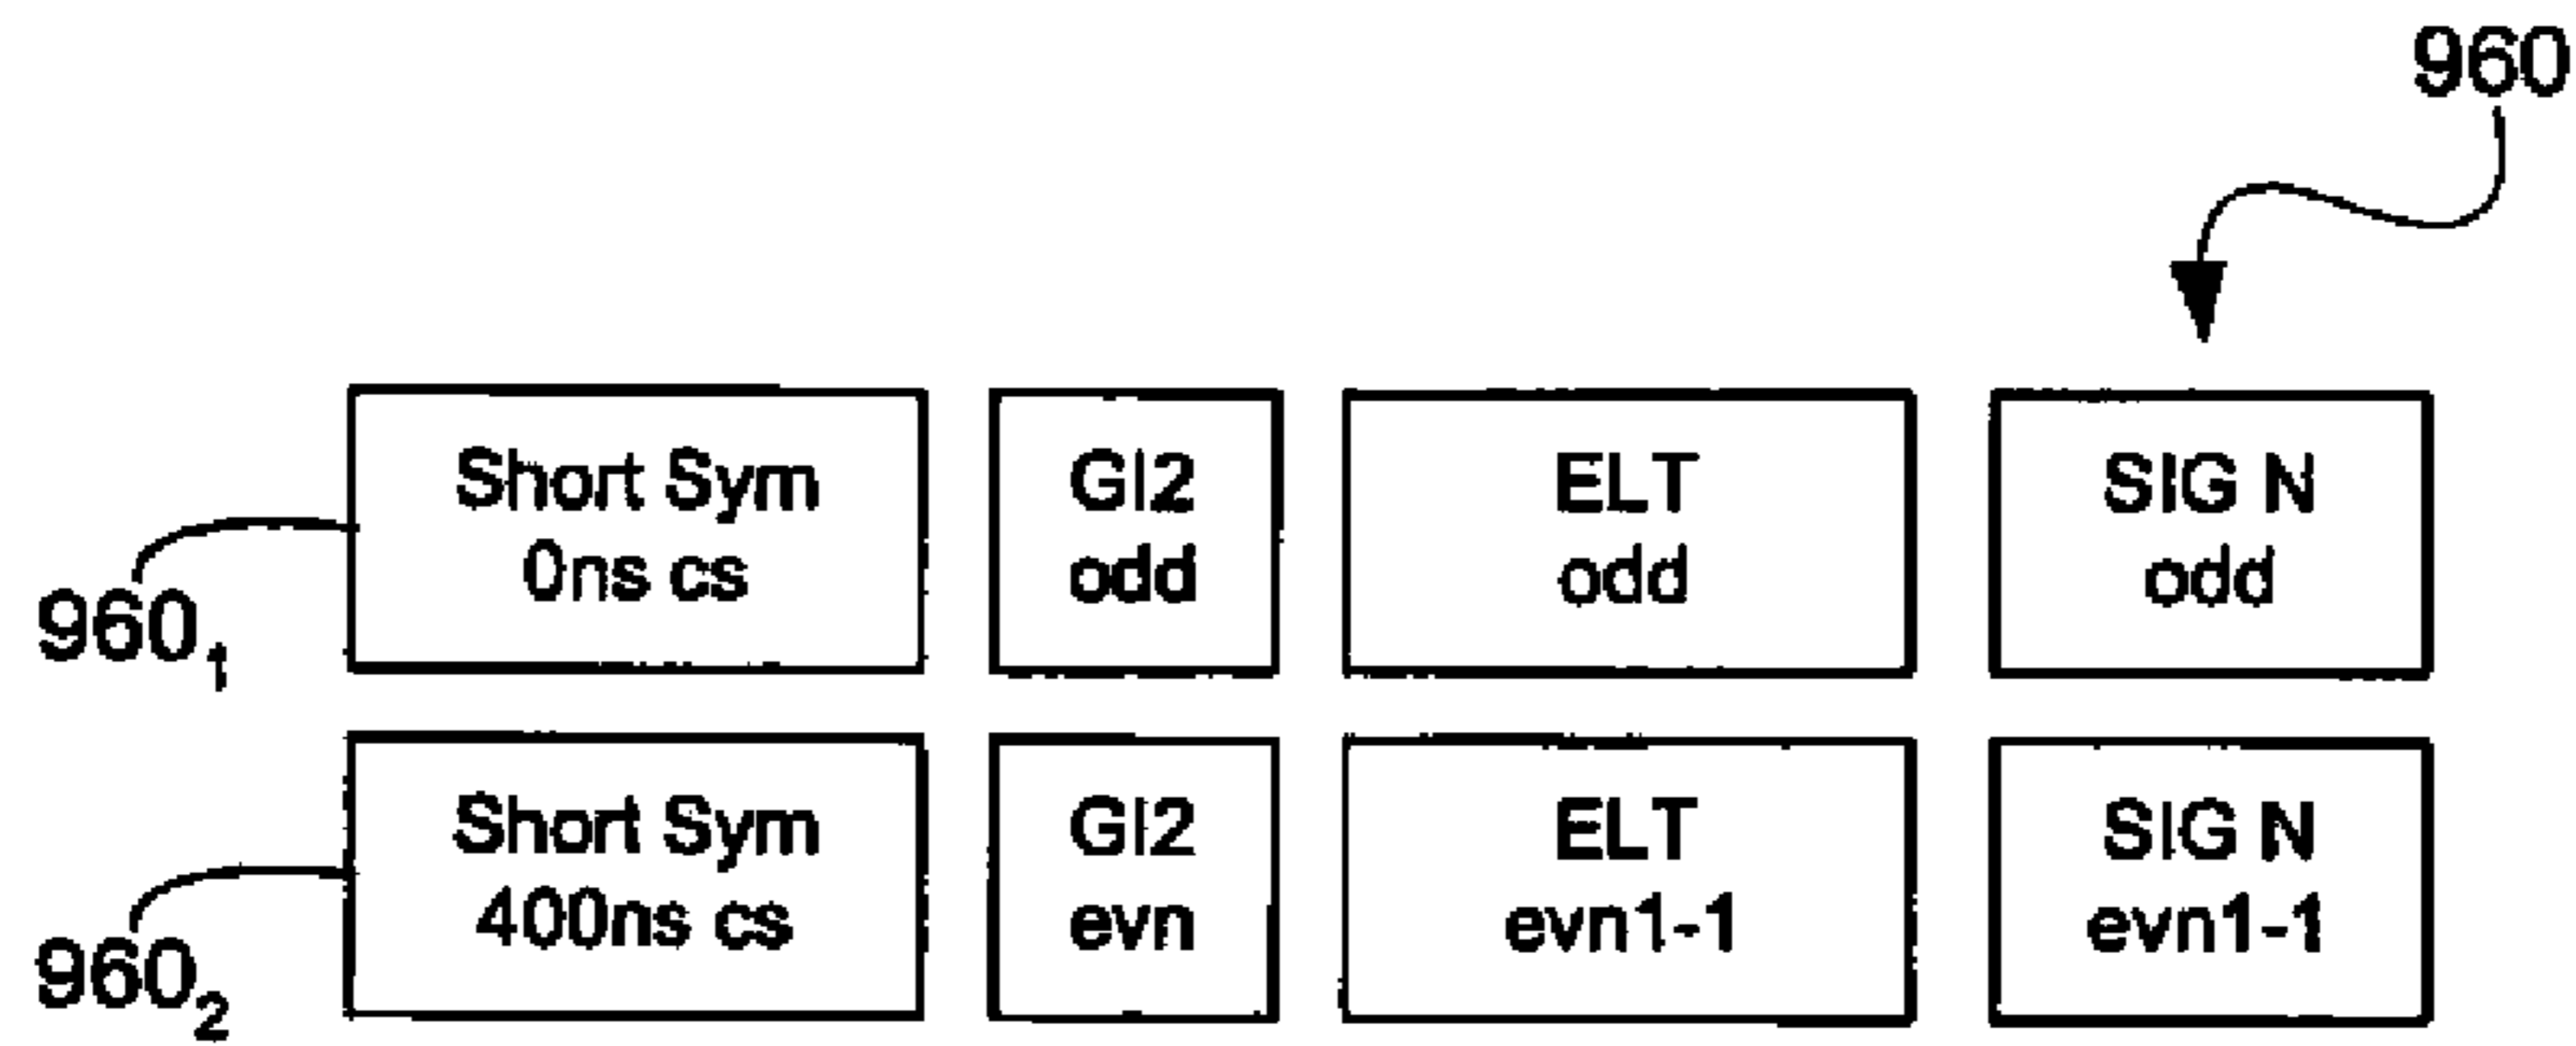 960
Short Sym
0ns cs
GI2
odd
ELT
odd
SIG N
odd
960₁
Short Sym
400ns cs
GI2
evn
ELT
evn1-1
SIG N
evn1-1
960₂